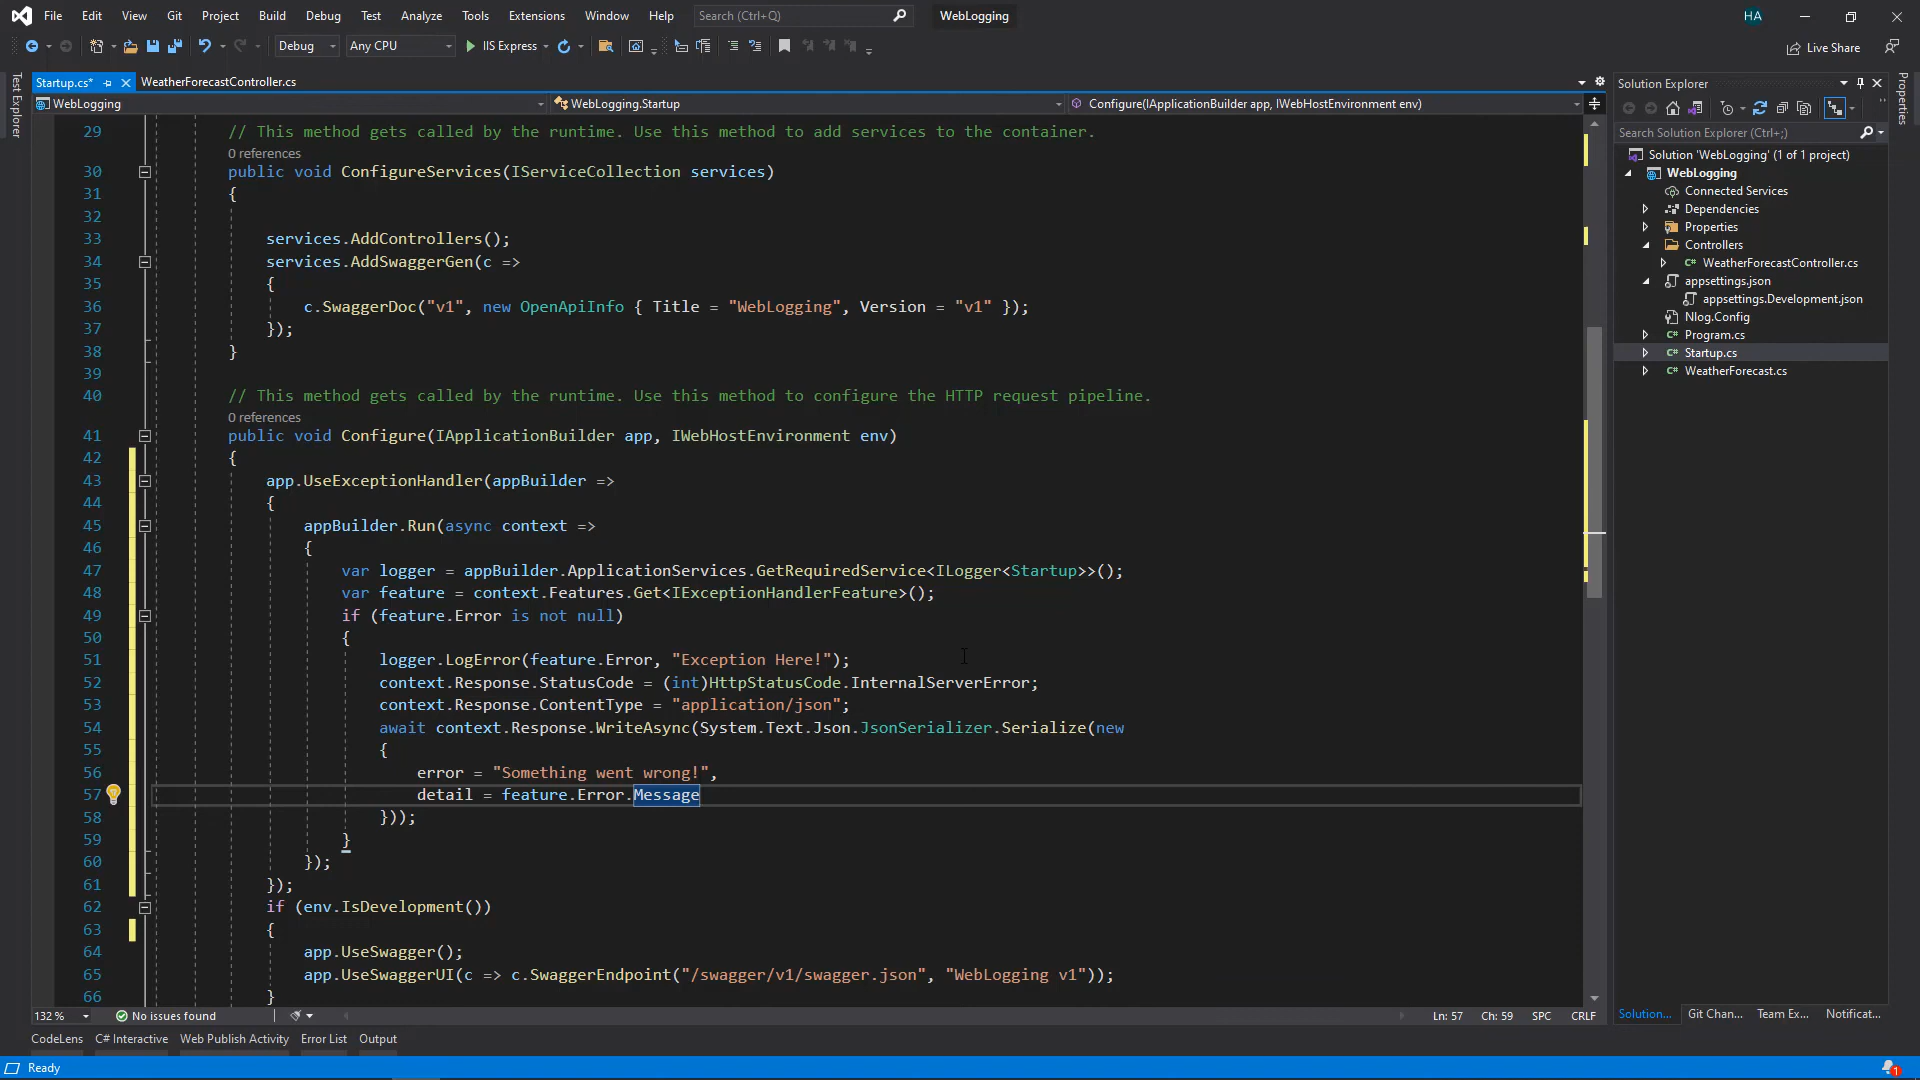 File Edit View Git Project Build Debug Test Analyze Tools Extensions Window Help Search (Ctrl+Q) WebLogging HA
Debug Any CPU IIS Express Live Share
Test Explorer
Startup.cs* WeatherForecastController.cs
WebLogging WebLogging.Startup Configure(IApplicationBuilder app, IWebHostEnvironment env)
29 // This method gets called by the runtime. Use this method to add services to the container.
0 references
30 public void ConfigureServices(IServiceCollection services)
31 {
32
33 services.AddControllers();
34 services.AddSwaggerGen(c =>
35 {
36 c.SwaggerDoc("v1", new OpenApiInfo { Title = "WebLogging", Version = "v1" });
37 });
38 }
39
40 // This method gets called by the runtime. Use this method to configure the HTTP request pipeline.
0 references
41 public void Configure(IApplicationBuilder app, IWebHostEnvironment env)
42 {
43 app.UseExceptionHandler(appBuilder =>
44 {
45 appBuilder.Run(async context =>
46 {
47 var logger = appBuilder.ApplicationServices.GetRequiredService<ILogger<Startup>>();
48 var feature = context.Features.Get<IExceptionHandlerFeature>();
49 if (feature.Error is not null)
50 {
51 logger.LogError(feature.Error, "Exception Here!");
52 context.Response.StatusCode = (int)HttpStatusCode.InternalServerError;
53 context.Response.ContentType = "application/json";
54 await context.Response.WriteAsync(System.Text.Json.JsonSerializer.Serialize(new
55 {
56 error = "Something went wrong!",
57 detail = feature.Error.Message
58 }));
59 }
60 });
61 });
62 if (env.IsDevelopment())
63 {
64 app.UseSwagger();
65 app.UseSwaggerUI(c => c.SwaggerEndpoint("/swagger/v1/swagger.json", "WebLogging v1"));
66 }
132 % No issues found Ln: 57 Ch: 59 SPC CRLF
CodeLens C# Interactive Web Publish Activity Error List Output
Ready
Solution Explorer
Search Solution Explorer (Ctrl+;)
Solution 'WebLogging' (1 of 1 project)
WebLogging
Connected Services
Dependencies
Properties
Controllers
C# WeatherForecastController.cs
appsettings.json
appsettings.Development.json
Nlog.Config
C# Program.cs
C# Startup.cs
C# WeatherForecast.cs
Solution... Git Chan... Team Ex... Notificat...
Properties
1